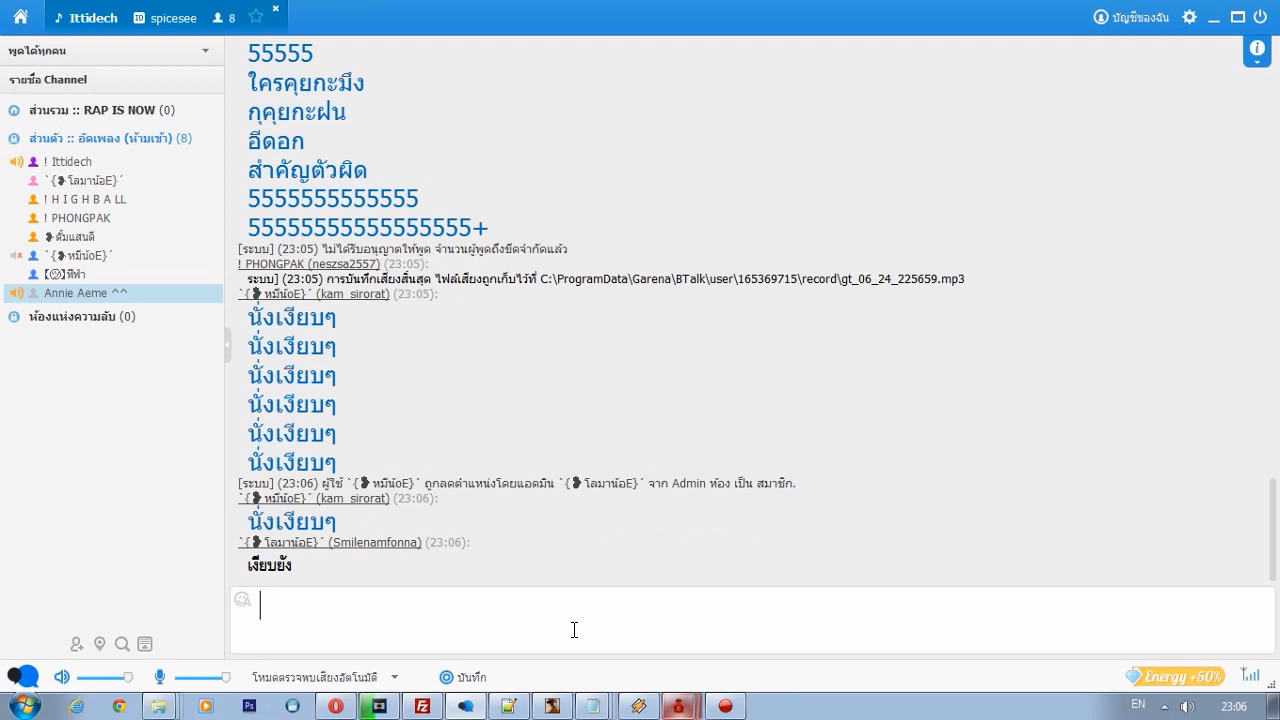 Ittidech
ID spicesee
8
บัญชีของฉัน
พูดได้ทุกคน
รายชื่อ Channel
ส่วนรวม :: RAP IS NOW (0)
ส่วนตัว :: อัดเพลง (ห้ามเข้า) (8)
! Ittidech
`{❥โลมาน้อE}´
! H I G H B A LL
! PHONGPAK
❥ติ๋มแสนดี
`{❥หมีน้อE}´
Annie Aeme ^^
ห้องแห่งความลับ (0)
55555
ใครคุยกะมึง
กุคุยกะฝน
อีดอก
สำคัญตัวผิด
5555555555555
55555555555555555+
[ระบบ] (23:05) ไม่ได้รับอนุญาตให้พูด จำนวนผู้พูดถึงขีดจำกัดแล้ว
! PHONGPAK (neszsa2557) (23:05):
ระบบ] (23:05) การบันทึกเสียงสิ้นสุด ไฟล์เสียงถูกเก็บไว้ที่ C:\ProgramData\Garena\BTalk\user\165369715\record\gt_06_24_225659.mp3
`{❥หมีน้อE}´ (kam_sirorat) (23:05):
นั่งเงียบๆ
นั่งเงียบๆ
นั่งเงียบๆ
นั่งเงียบๆ
นั่งเงียบๆ
นั่งเงียบๆ
[ระบบ] (23:06) ผู้ใช้ `{❥หมีน้อE}´ ถูกลดตำแหน่งโดยแอดมิน `{❥โลมาน้อE}´ จาก Admin ห้อง เป็น สมาชิก.
`{❥หมีน้อE}´ (kam_sirorat) (23:06):
นั่งเงียบๆ
`{❥โลมาน้อE}´ (Smilenamfonna) (23:06):
เงียบยัง
โหมดตรวจพบเสียงอัตโนมัติ
บันทึก
Energy +50%
EN
23:06